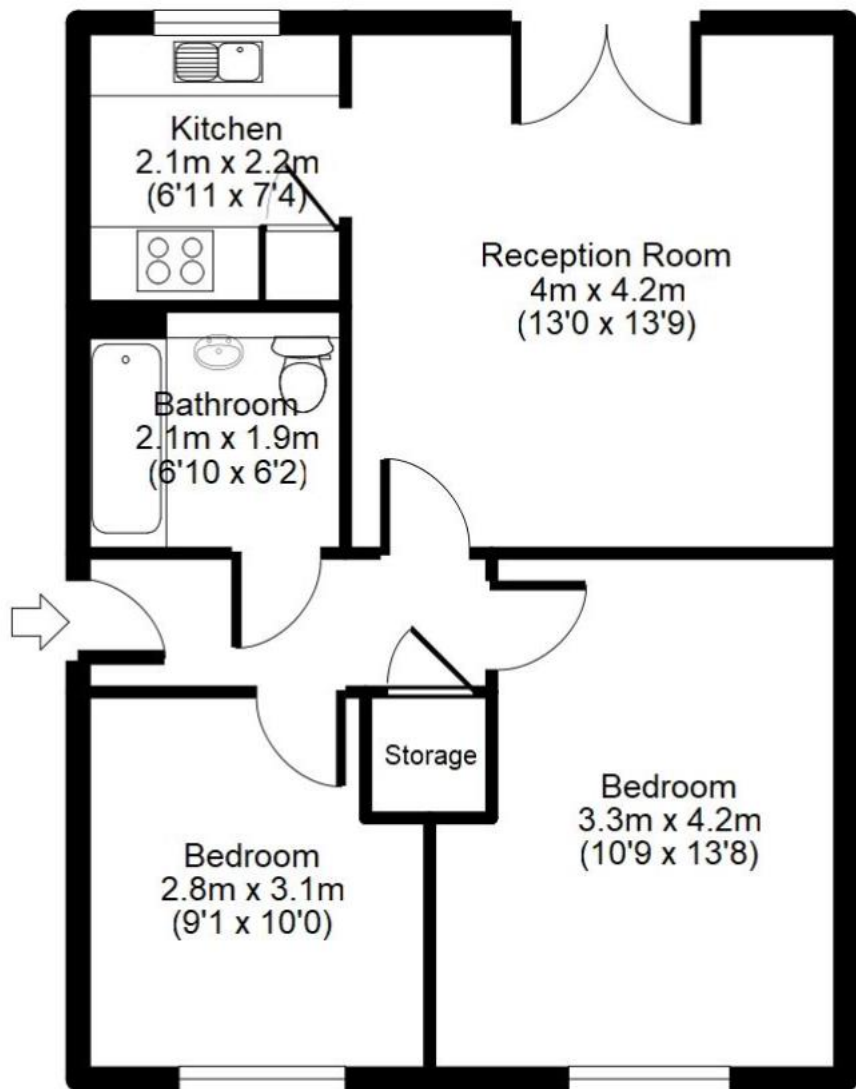 Kitchen
2.1m x 2.2m
(6'11 x 7'4)
Reception Room
4m x 4.2m
(13'0 x 13'9)
Bathroom
2.1m x 1.9m
(6'10 x 6'2)
Storage
Bedroom
3.3m x 4.2m
(10'9 x 13'8)
Bedroom
2.8m x 3.1m
(9'1 x 10'0)